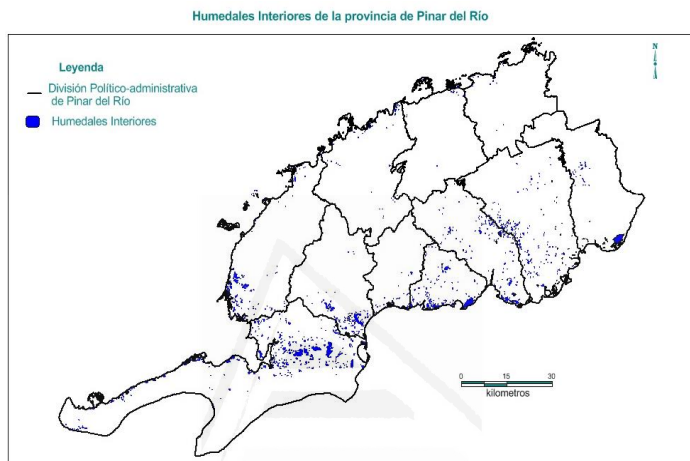 Humedales Interiores de la provincia de Pinar del Río
N
Leyenda
División Político-administrativa
de Pinar del Río
Humedales Interiores
0 15 30
kilometros